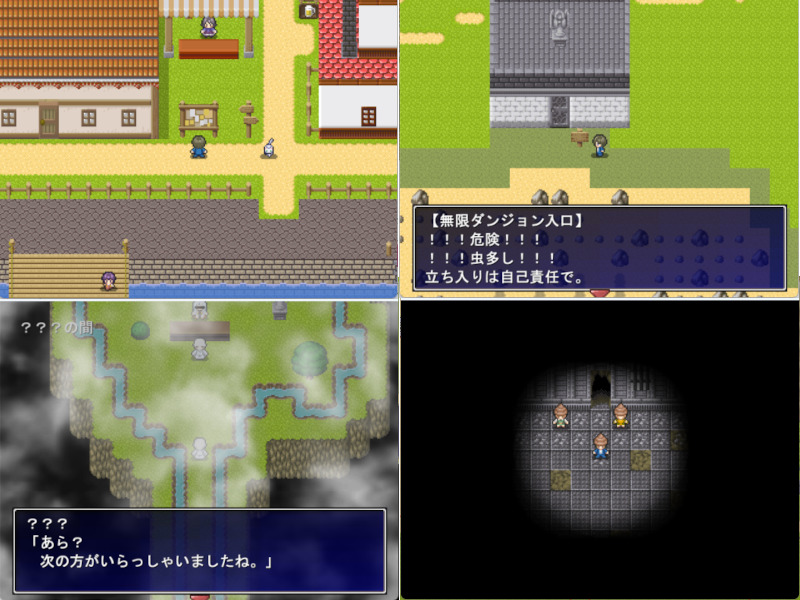 【無限ダンジョン入口】
！！！危険！！！
！！！虫多し！！！
立ち入りは自己責任で。
？？？の間
？？？
「あら？
次の方がいらっしゃいましたね。」